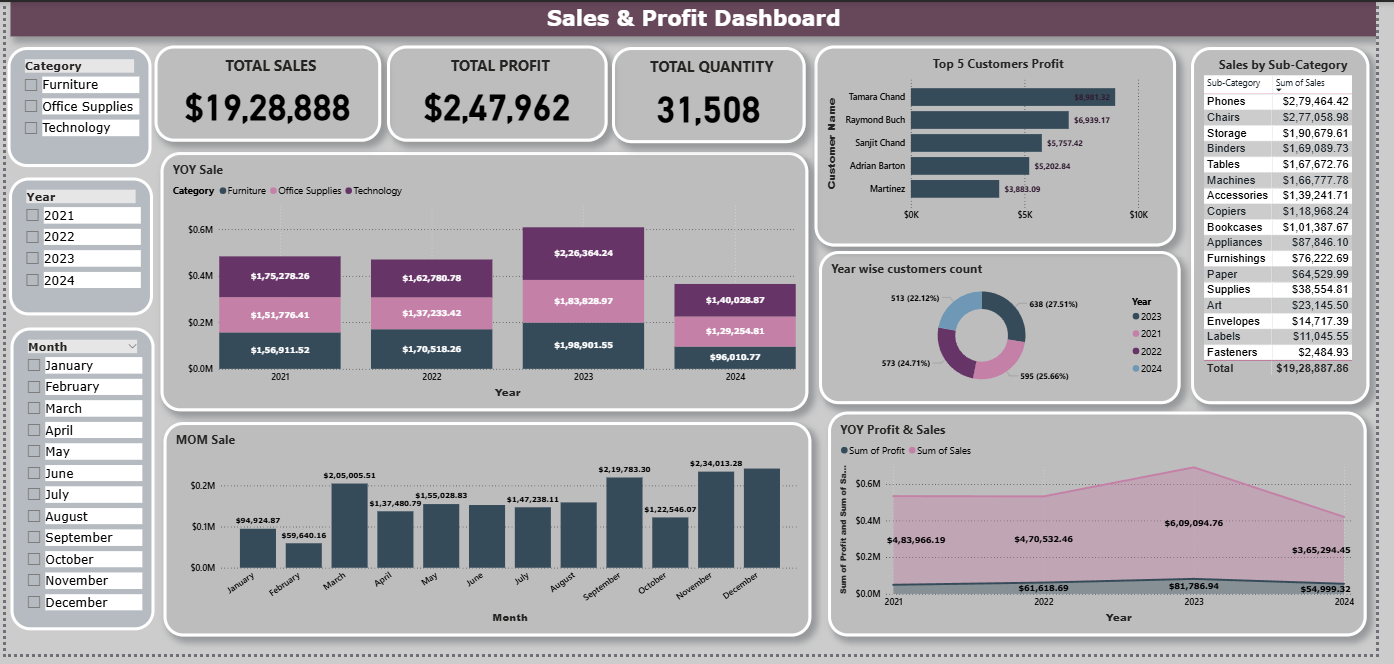 Sales & Profit Dashboard
Category
Furniture
Office Supplies
Technology
Year
2021
2022
2023
2024
Month
January
February
March
April
May
June
July
August
September
October
November
December
TOTAL SALES
$19,28,888
TOTAL PROFIT
$2,47,962
TOTAL QUANTITY
31,508
YOY Sale
Category Furniture Office Supplies Technology
$0.6M
$0.4M
$0.2M
$0.0M
$1,75,278.26
$1,51,776.41
$1,56,911.52
$1,62,780.78
$1,37,233.42
$1,70,518.26
$2,26,364.24
$1,83,828.97
$1,98,901.55
$1,40,028.87
$1,29,254.81
$96,010.77
2021 2022 2023 2024
Year
MOM Sale
$0.2M
$0.1M
$0.0M
$94,924.87
$59,640.16
$2,05,005.51
$1,37,480.79
$1,55,028.83
$1,47,238.11
$2,19,783.30
$1,22,546.07
$2,34,013.28
January February March April May June July August September October November December
Month
Top 5 Customers Profit
Customer Name
Tamara Chand $8,981.32
Raymond Buch $6,939.17
Sanjit Chand $5,757.42
Adrian Barton $5,202.84
Martinez $3,883.09
$0K $5K $10K
Year wise customers count
513 (22.12%)
638 (27.51%)
573 (24.71%)
595 (25.66%)
Year
2023
2021
2022
2024
Sales by Sub-Category
Sub-Category Sum of Sales
Phones $2,79,464.42
Chairs $2,77,058.98
Storage $1,90,679.61
Binders $1,69,089.73
Tables $1,67,672.76
Machines $1,66,777.78
Accessories $1,39,241.71
Copiers $1,18,968.24
Bookcases $1,01,387.67
Appliances $87,846.10
Furnishings $76,222.69
Paper $64,529.99
Supplies $38,554.81
Art $23,145.50
Envelopes $14,717.39
Labels $11,045.55
Fasteners $2,484.93
Total $19,28,887.86
YOY Profit & Sales
Sum of Profit Sum of Sales
Sum of Profit and Sum of Sa...
$0.6M
$0.4M
$0.2M
$0.0M
$4,83,966.19
$4,70,532.46
$6,09,094.76
$3,65,294.45
$61,618.69
$81,786.94
$54,999.32
2021 2022 2023 2024
Year